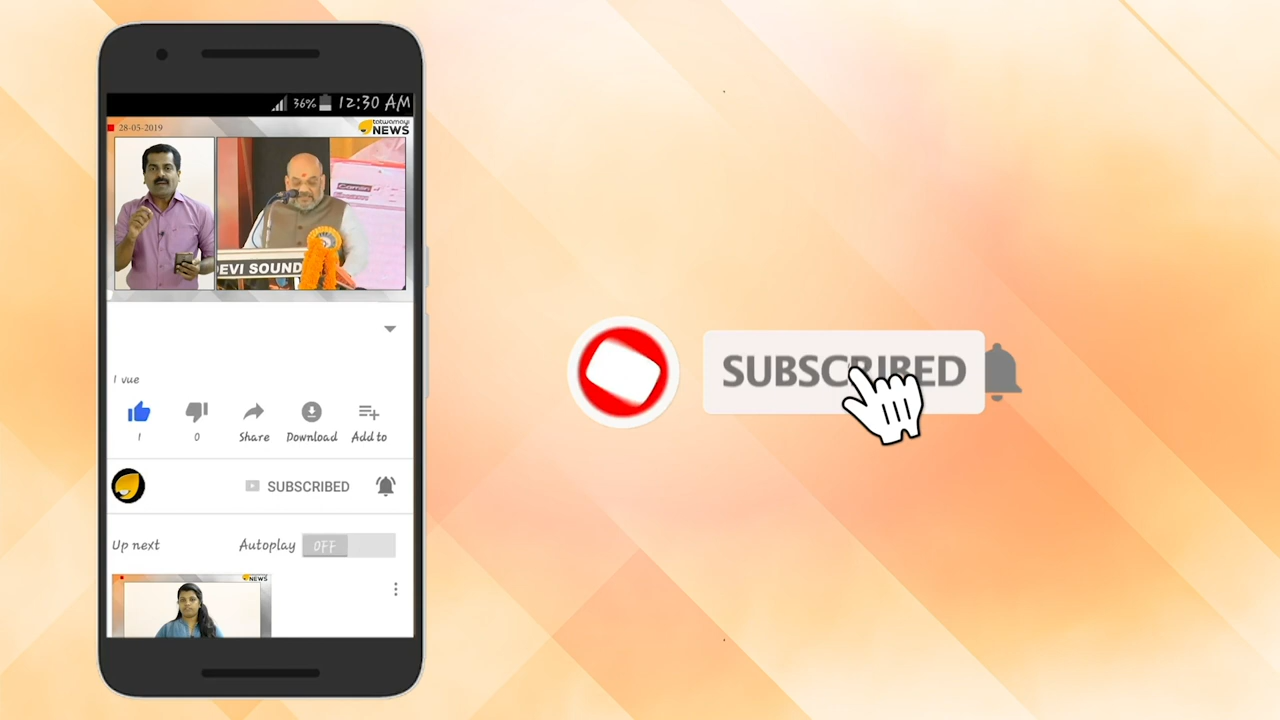 36% 12:30 AM
28-05-2019
tatwamayi
NEWS
DEVI SOUND
1 vue
1
0
Share
Download
Add to
SUBSCRIBED
Up next
Autoplay
OFF
NEWS
SUBSCRIBED